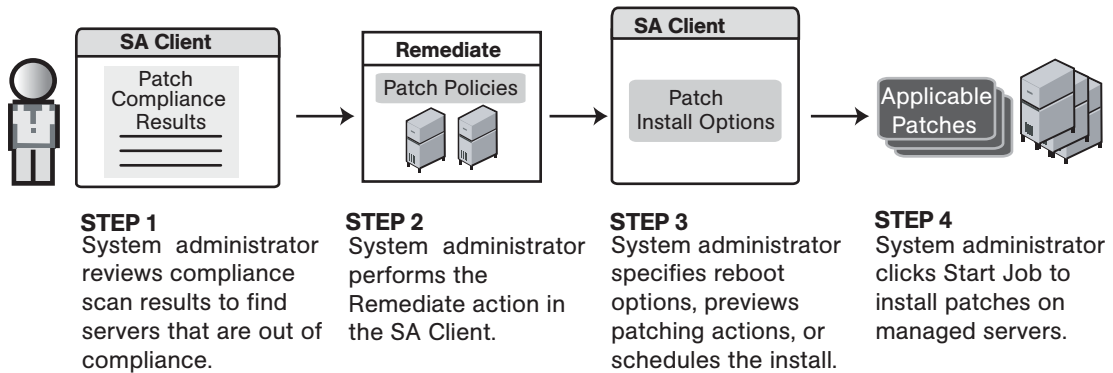 SA Client
Patch
Compliance
Results
Remediate
Patch Policies
SA Client
Patch
Install Options
Applicable
Patches
STEP 1
System administrator
reviews compliance
scan results to find
servers that are out of
compliance.
STEP 2
System administrator
performs the
Remediate action in
the SA Client.
STEP 3
System administrator
specifies reboot
options, previews
patching actions, or
schedules the install.
STEP 4
System administrator
clicks Start Job to
install patches on
managed servers.